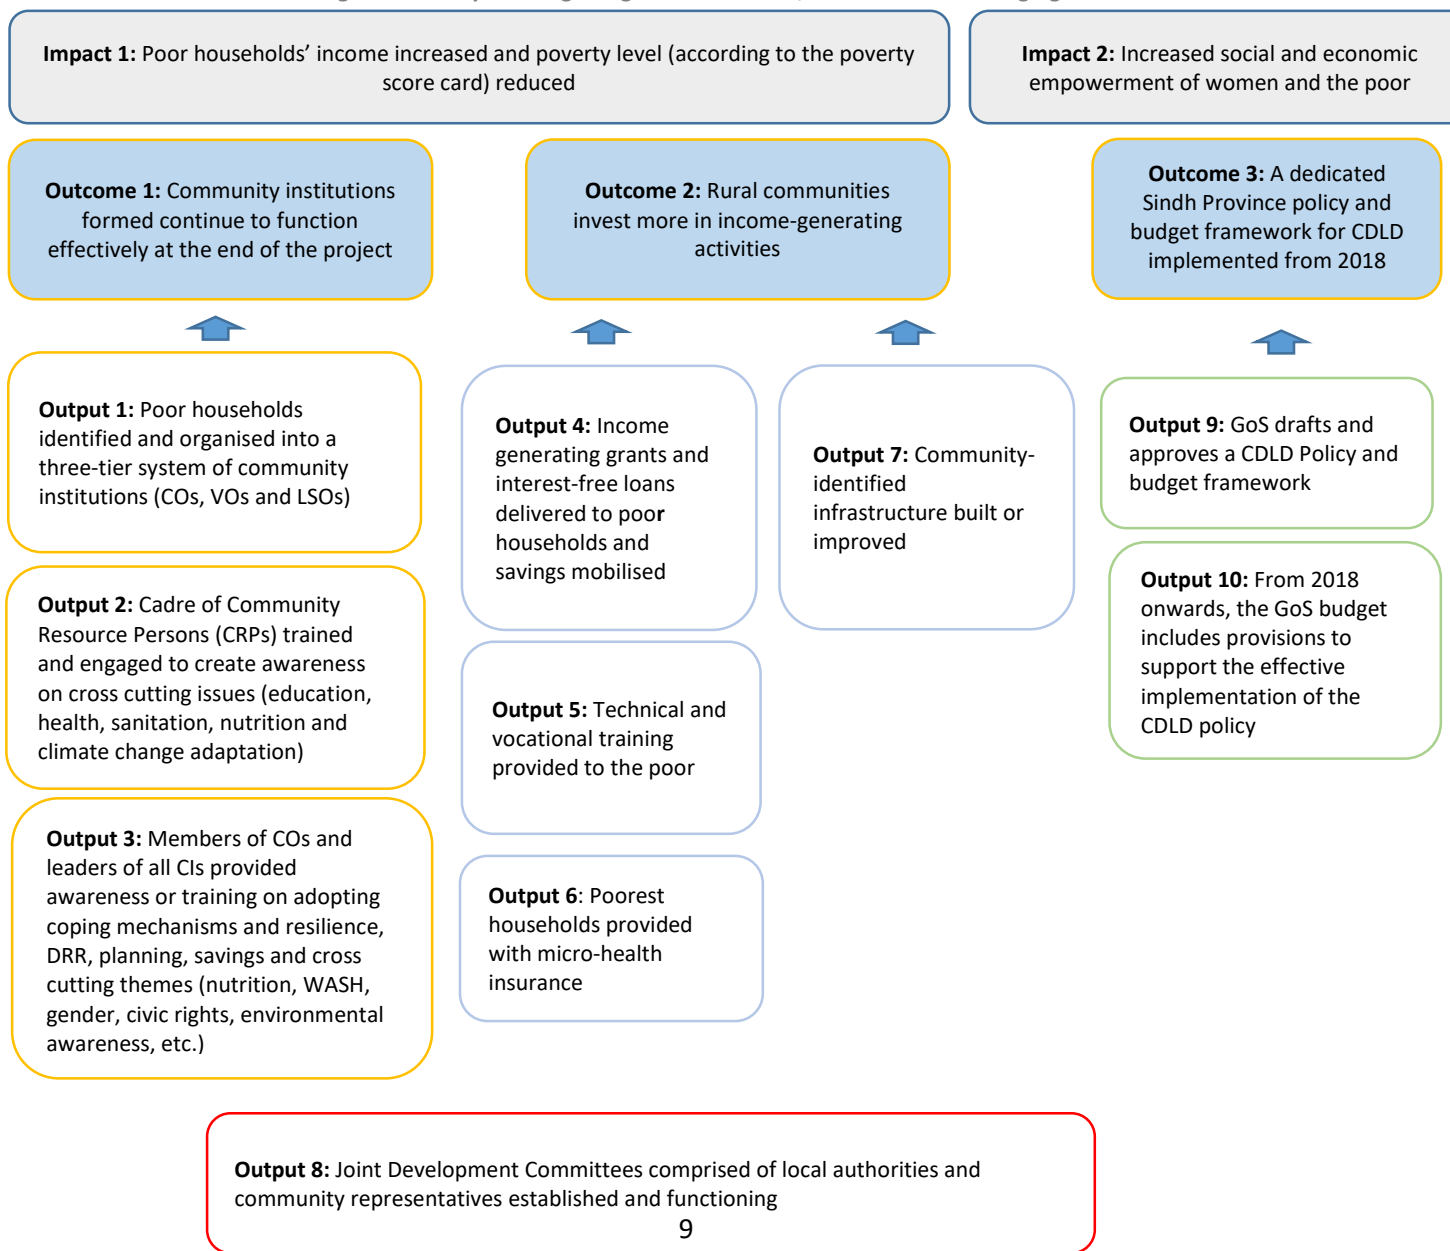 Impact 1: Poor households’ income increased and poverty level (according to the poverty
score card) reduced
Impact 2: Increased social and economic
empowerment of women and the poor
Outcome 1: Community institutions
formed continue to function
effectively at the end of the project
Outcome 2: Rural communities
invest more in income-generating
activities
Outcome 3: A dedicated
Sindh Province policy and
budget framework for CDLD
implemented from 2018
Output 1: Poor households
identified and organised into a
three-tier system of community
institutions (COs, VOs and LSOs)
Output 2: Cadre of Community
Resource Persons (CRPs) trained
and engaged to create awareness
on cross cutting issues (education,
health, sanitation, nutrition and
climate change adaptation)
Output 3: Members of COs and
leaders of all CIs provided
awareness or training on adopting
coping mechanisms and resilience,
DRR, planning, savings and cross
cutting themes (nutrition, WASH,
gender, civic rights, environmental
awareness, etc.)
Output 4: Income
generating grants and
interest-free loans
delivered to poor
households and
savings mobilised
Output 5: Technical and
vocational training
provided to the poor
Output 6: Poorest
households provided
with micro-health
insurance
Output 7: Community-
identified
infrastructure built or
improved
Output 9: GoS drafts and
approves a CDLD Policy and
budget framework
Output 10: From 2018
onwards, the GoS budget
includes provisions to
support the effective
implementation of the
CDLD policy
Output 8: Joint Development Committees comprised of local authorities and
community representatives established and functioning
9